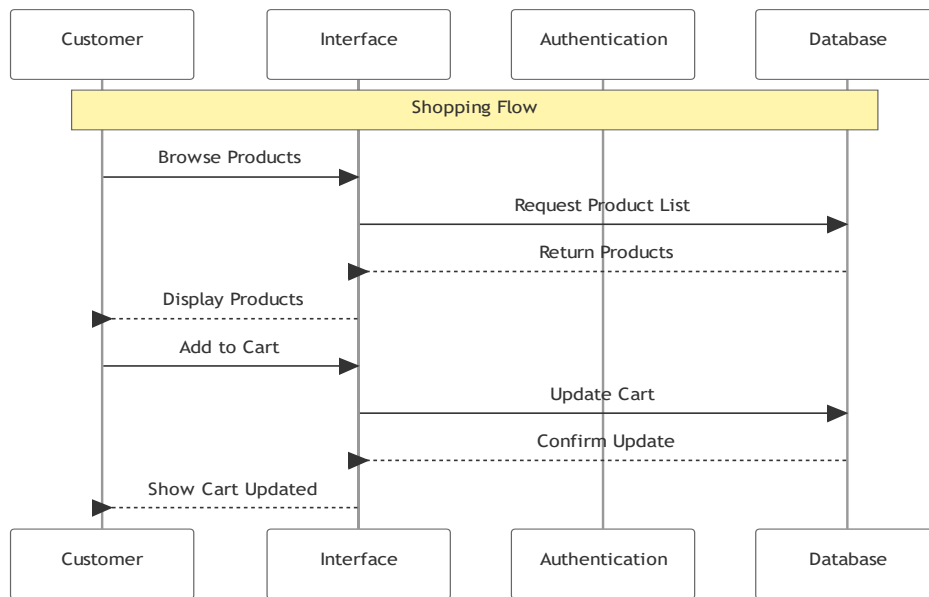 Customer
Interface
Authentication
Database
Shopping Flow
Browse Products
Request Product List
Return Products
Display Products
Add to Cart
Update Cart
Confirm Update
Show Cart Updated
Customer
Interface
Authentication
Database